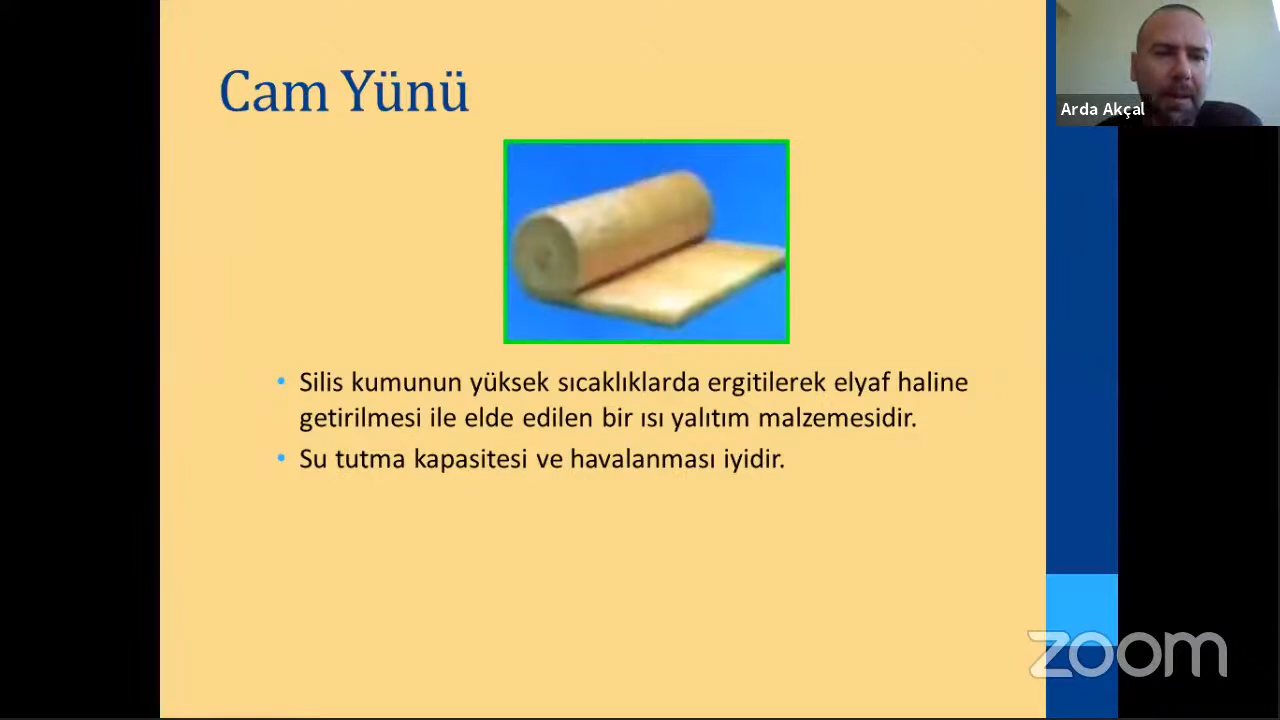 Cam Yünü
Arda Akçal
• Silis kumunun yüksek sıcaklıklarda ergitilerek elyaf haline
getirilmesi ile elde edilen bir ısı yalıtım malzemesidir.
• Su tutma kapasitesi ve havalanması iyidir.
zoom